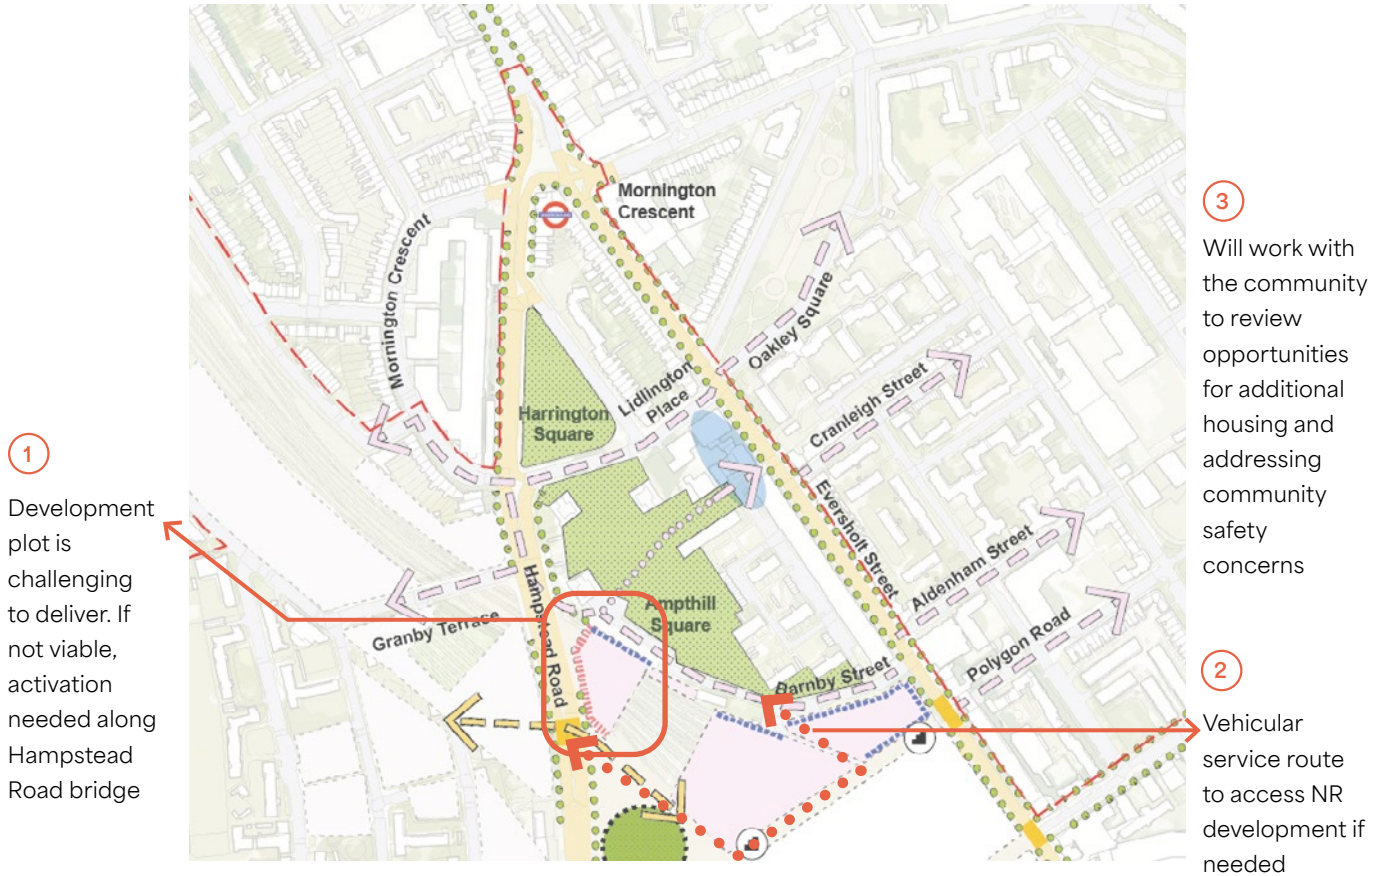 1
Development
plot is
challenging
to deliver. If
not viable,
activation
needed along
Hampstead
Road bridge
Mornington
Crescent
Mornington Crescent
Oakley Square
Lidlington
Place
Harrington
Square
Cranleigh Street
Eversholt Street
Aldenham Street
Ampthill
Square
Hampstead Road
Granby Terrace
Barnby Street
Polygon Road
3
Will work with
the community
to review
opportunities
for additional
housing and
addressing
community
safety
concerns
2
Vehicular
service route
to access NR
development if
needed